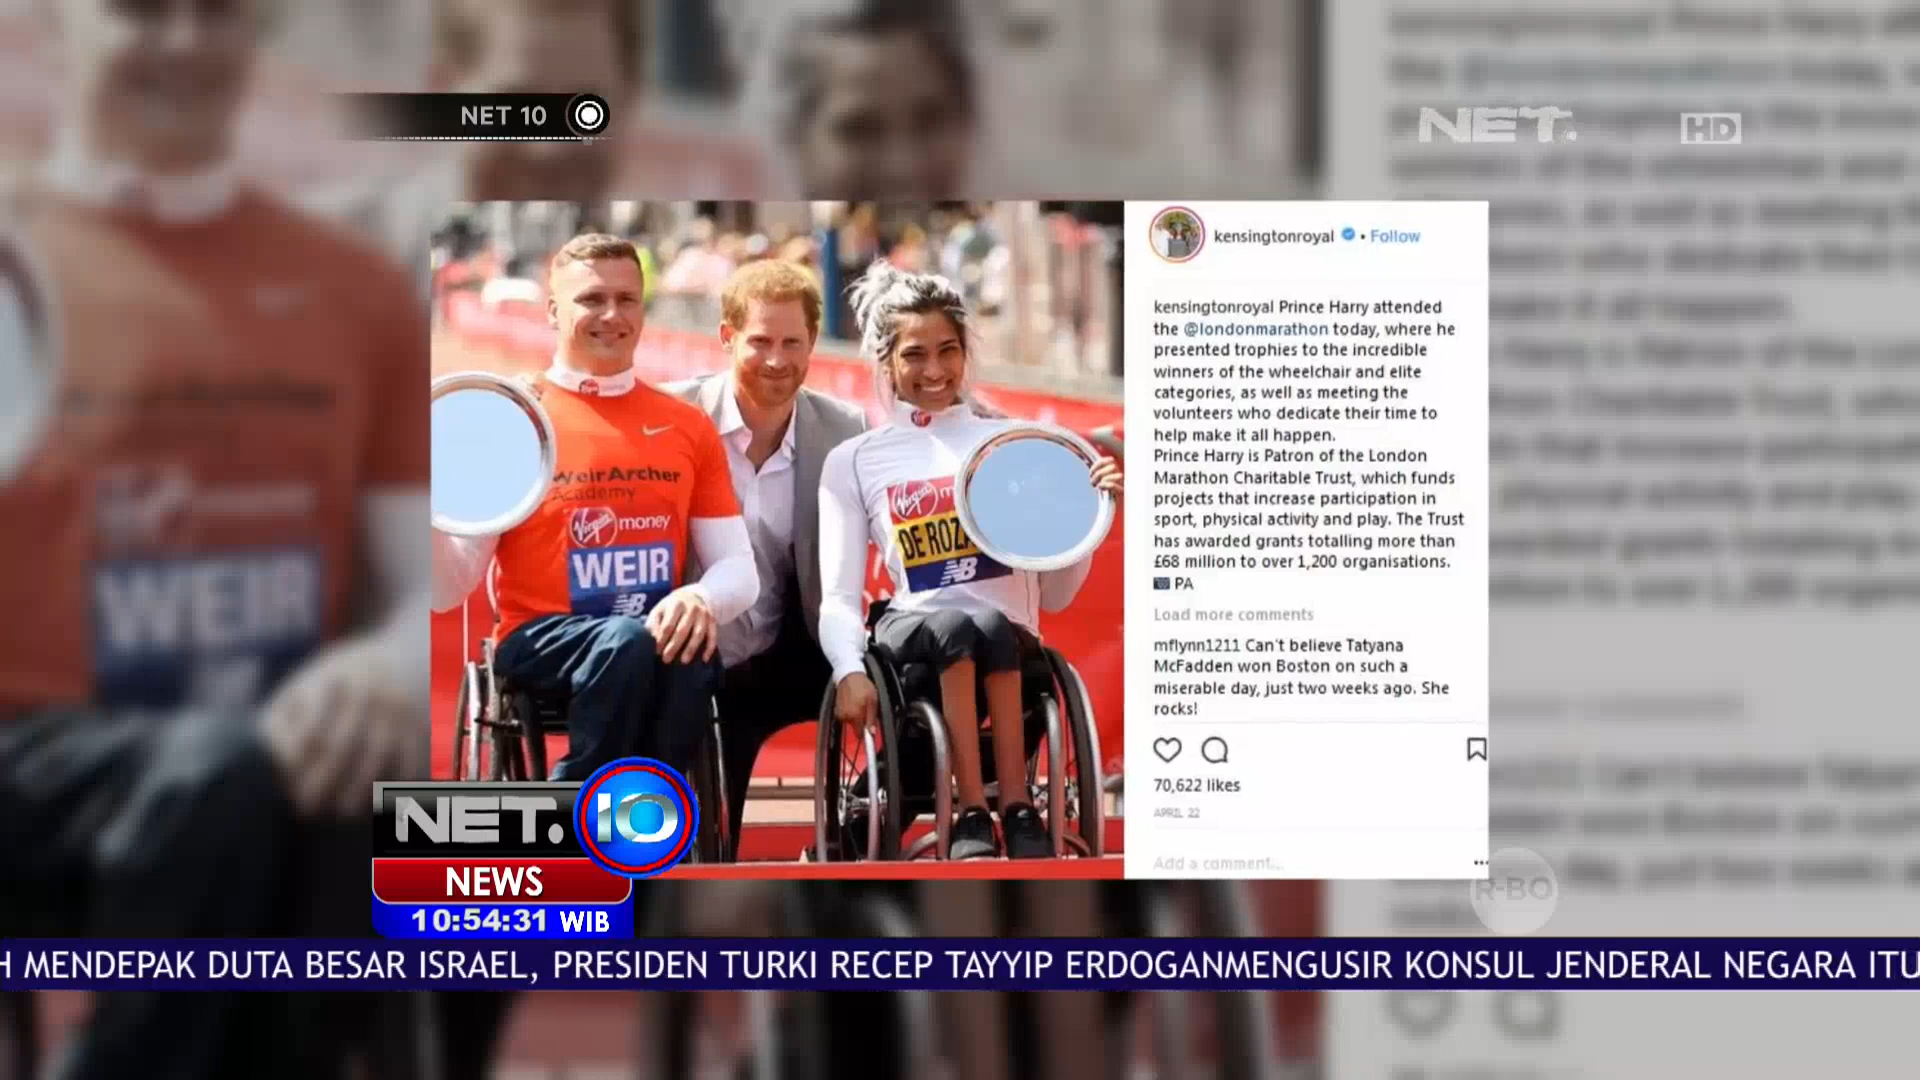 NET 10
NET.
HD
kensingtonroyal • Follow
kensingtonroyal Prince Harry attended
the @londonmarathon today, where he
presented trophies to the incredible
winners of the wheelchair and elite
categories, as well as meeting the
volunteers who dedicate their time to
help make it all happen.
Prince Harry is Patron of the London
Marathon Charitable Trust, which funds
projects that increase participation in
sport, physical activity and play. The Trust
has awarded grants totalling more than
£68 million to over 1,200 organisations.
PA
Load more comments
mflynn1211 Can't believe Tatyana
McFadden won Boston on such a
miserable day, just two weeks ago. She
rocks!
70,622 likes
APRIL 22
Add a comment...
WeirArcher
Academy
Virgin money
WEIR
NB
Virgin m
DE ROZ
NB
NET. 10
NEWS
10:54:31 WIB
R-BO
H MENDEPAK DUTA BESAR ISRAEL, PRESIDEN TURKI RECEP TAYYIP ERDOGANMENGUSIR KONSUL JENDERAL NEGARA ITU